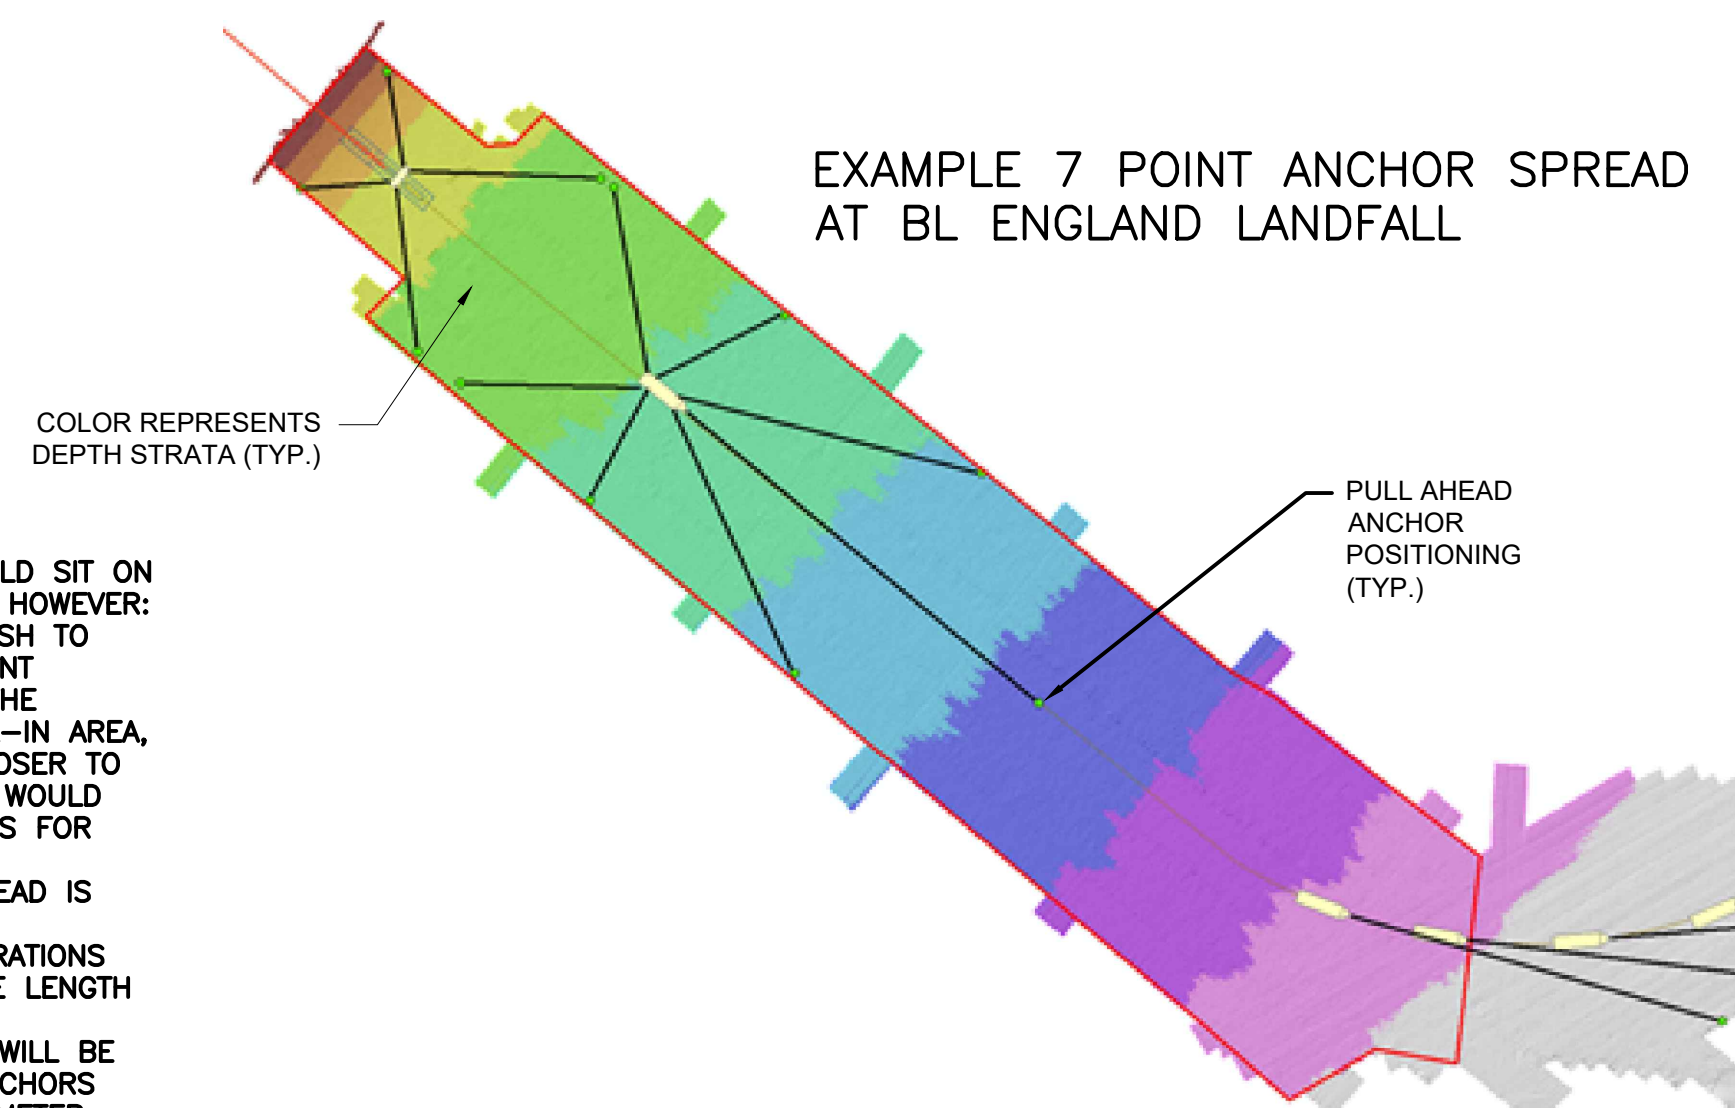 EXAMPLE 7 POINT ANCHOR SPREAD
AT BL ENGLAND LANDFALL
COLOR REPRESENTS
DEPTH STRATA (TYP.)
PULL AHEAD
ANCHOR
POSITIONING
(TYP.)
LD SIT ON
HOWEVER:
SH TO
NT
HE
-IN AREA,
OSER TO
WOULD
S FOR
EAD IS
RATIONS
E LENGTH
WILL BE
CHORS